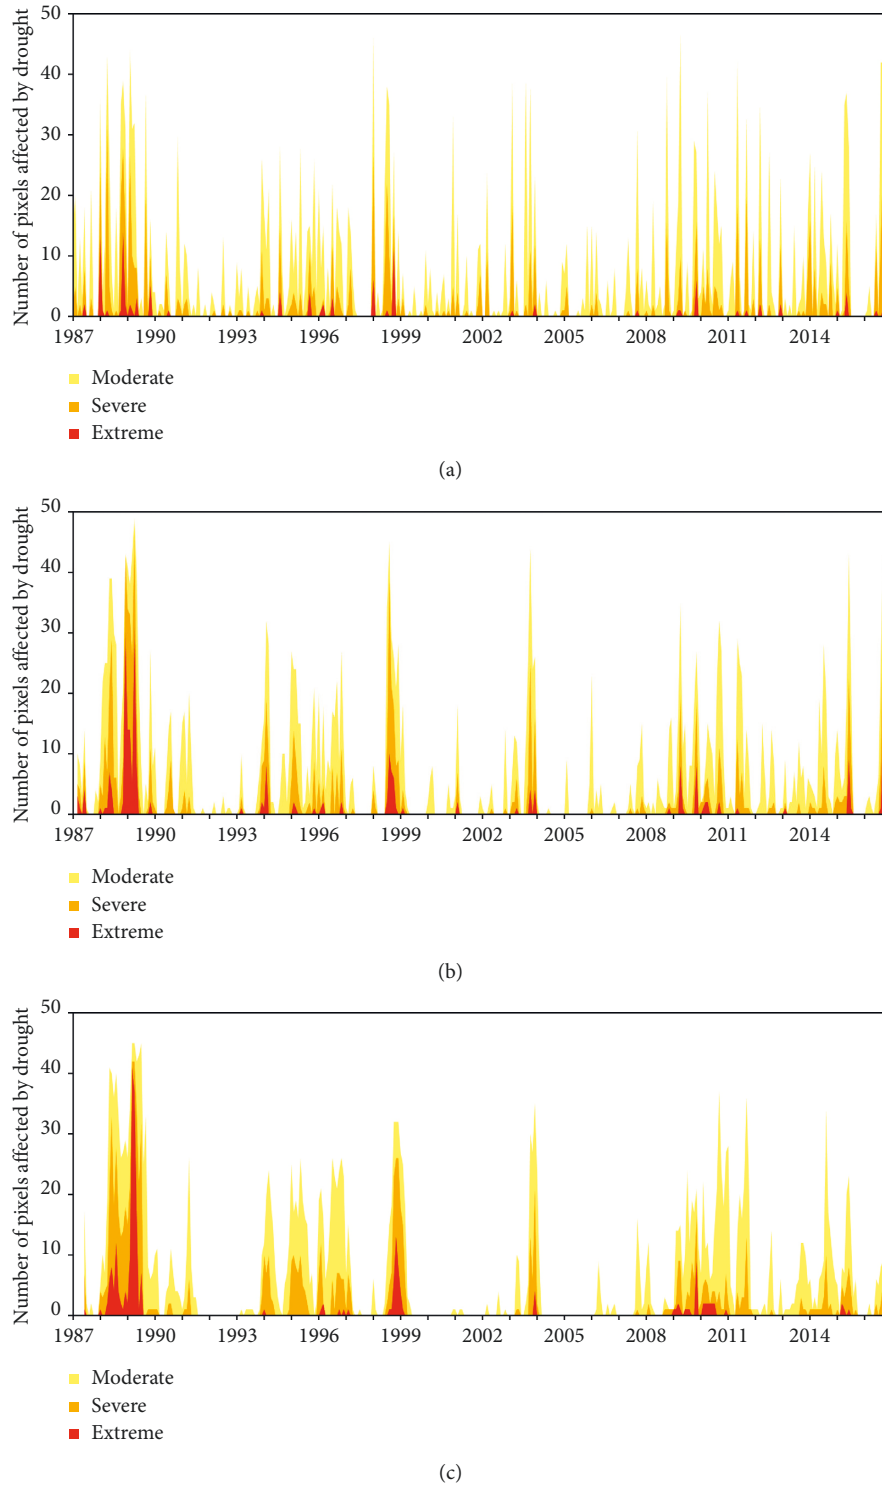 Number of pixels affected by drought
50
40
30
20
10
0
1987 1990 1993 1996 1999 2002 2005 2008 2011 2014
Moderate
Severe
Extreme
(a)
Number of pixels affected by drought
50
40
30
20
10
0
1987 1990 1993 1996 1999 2002 2005 2008 2011 2014
Moderate
Severe
Extreme
(b)
Number of pixels affected by drought
50
40
30
20
10
0
1987 1990 1993 1996 1999 2002 2005 2008 2011 2014
Moderate
Severe
Extreme
(c)